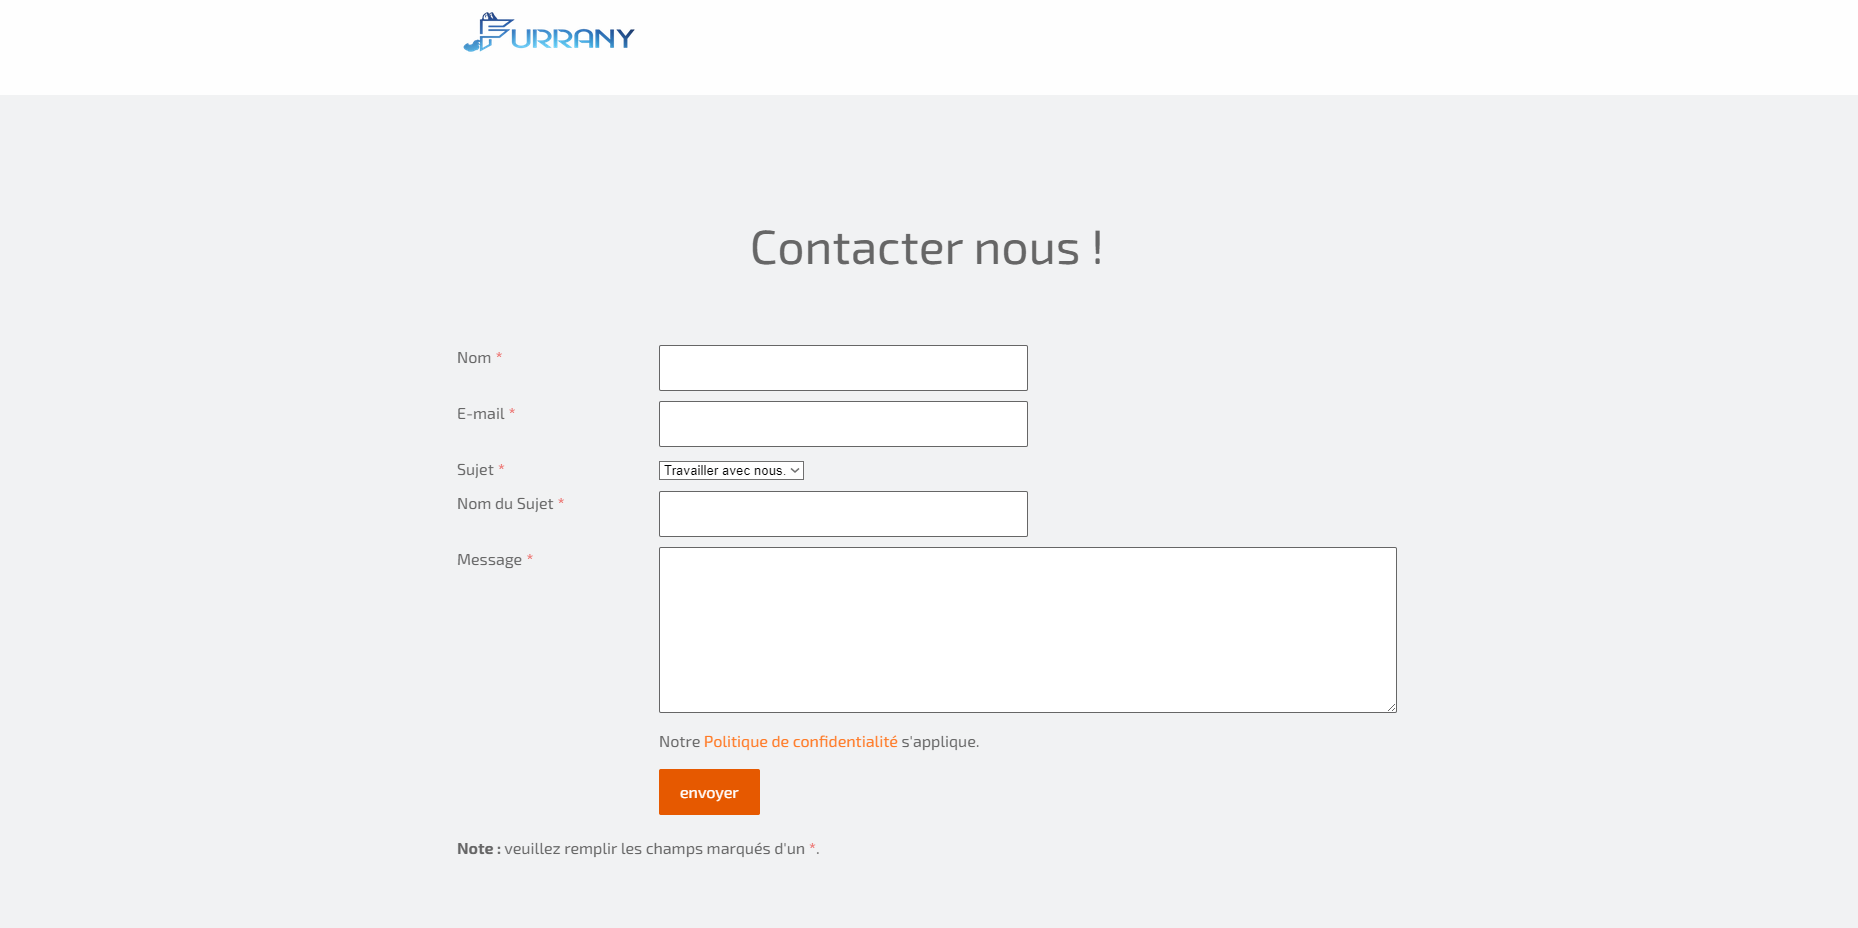 FURRANY
Contacter nous !
Nom *
E-mail *
Sujet *
Travailler avec nous.
Nom du Sujet *
Message *
Notre Politique de confidentialité s'applique.
envoyer
Note : veuillez remplir les champs marqués d'un *.